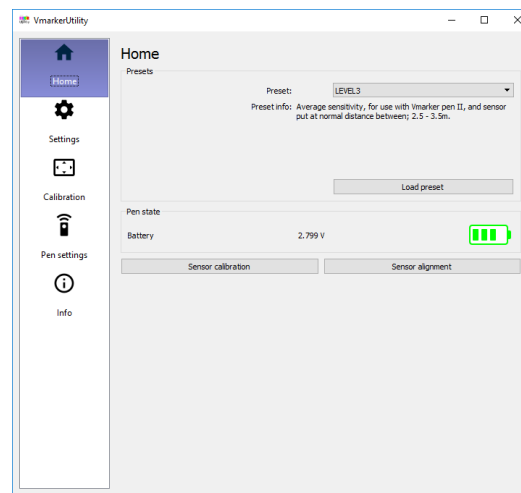 VmarkerUtility
Home
Settings
Calibration
Pen settings
Info
Home
Presets
Preset: LEVEL3
Preset info: Average sensitivity, for use with Vmarker pen II, and sensor
put at normal distance between; 2.5 - 3.5m.
Load preset
Pen state
Battery 2.799 V
Sensor calibration Sensor alignment